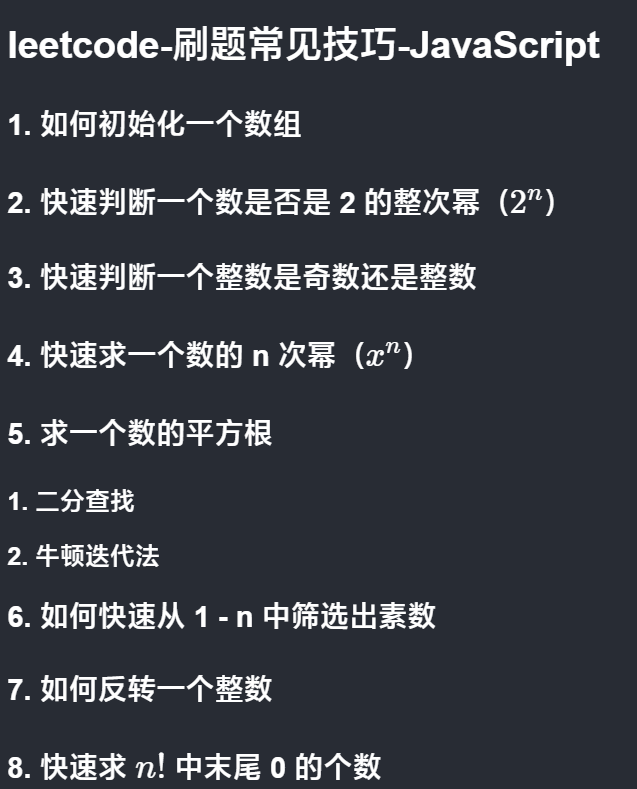 leetcode-刷题常见技巧-JavaScript
1. 如何初始化一个数组
2. 快速判断一个数是否是 2 的整次幂（2ⁿ）
3. 快速判断一个整数是奇数还是整数
4. 快速求一个数的 n 次幂（xⁿ）
5. 求一个数的平方根
1. 二分查找
2. 牛顿迭代法
6. 如何快速从 1 - n 中筛选出素数
7. 如何反转一个整数
8. 快速求 n! 中末尾 0 的个数